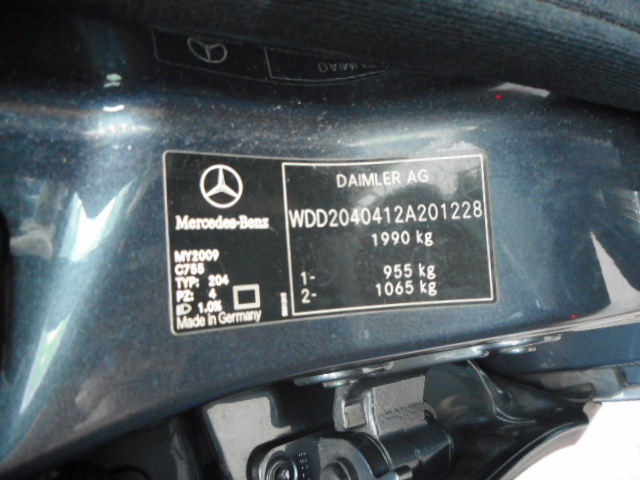 Mercedes-Benz
MY2009
C755
TYP: 204
PZ: 4
1.0%
Made in Germany
DAIMLER AG
WDD2040412A201228
1990 kg
1- 955 kg
2- 1065 kg